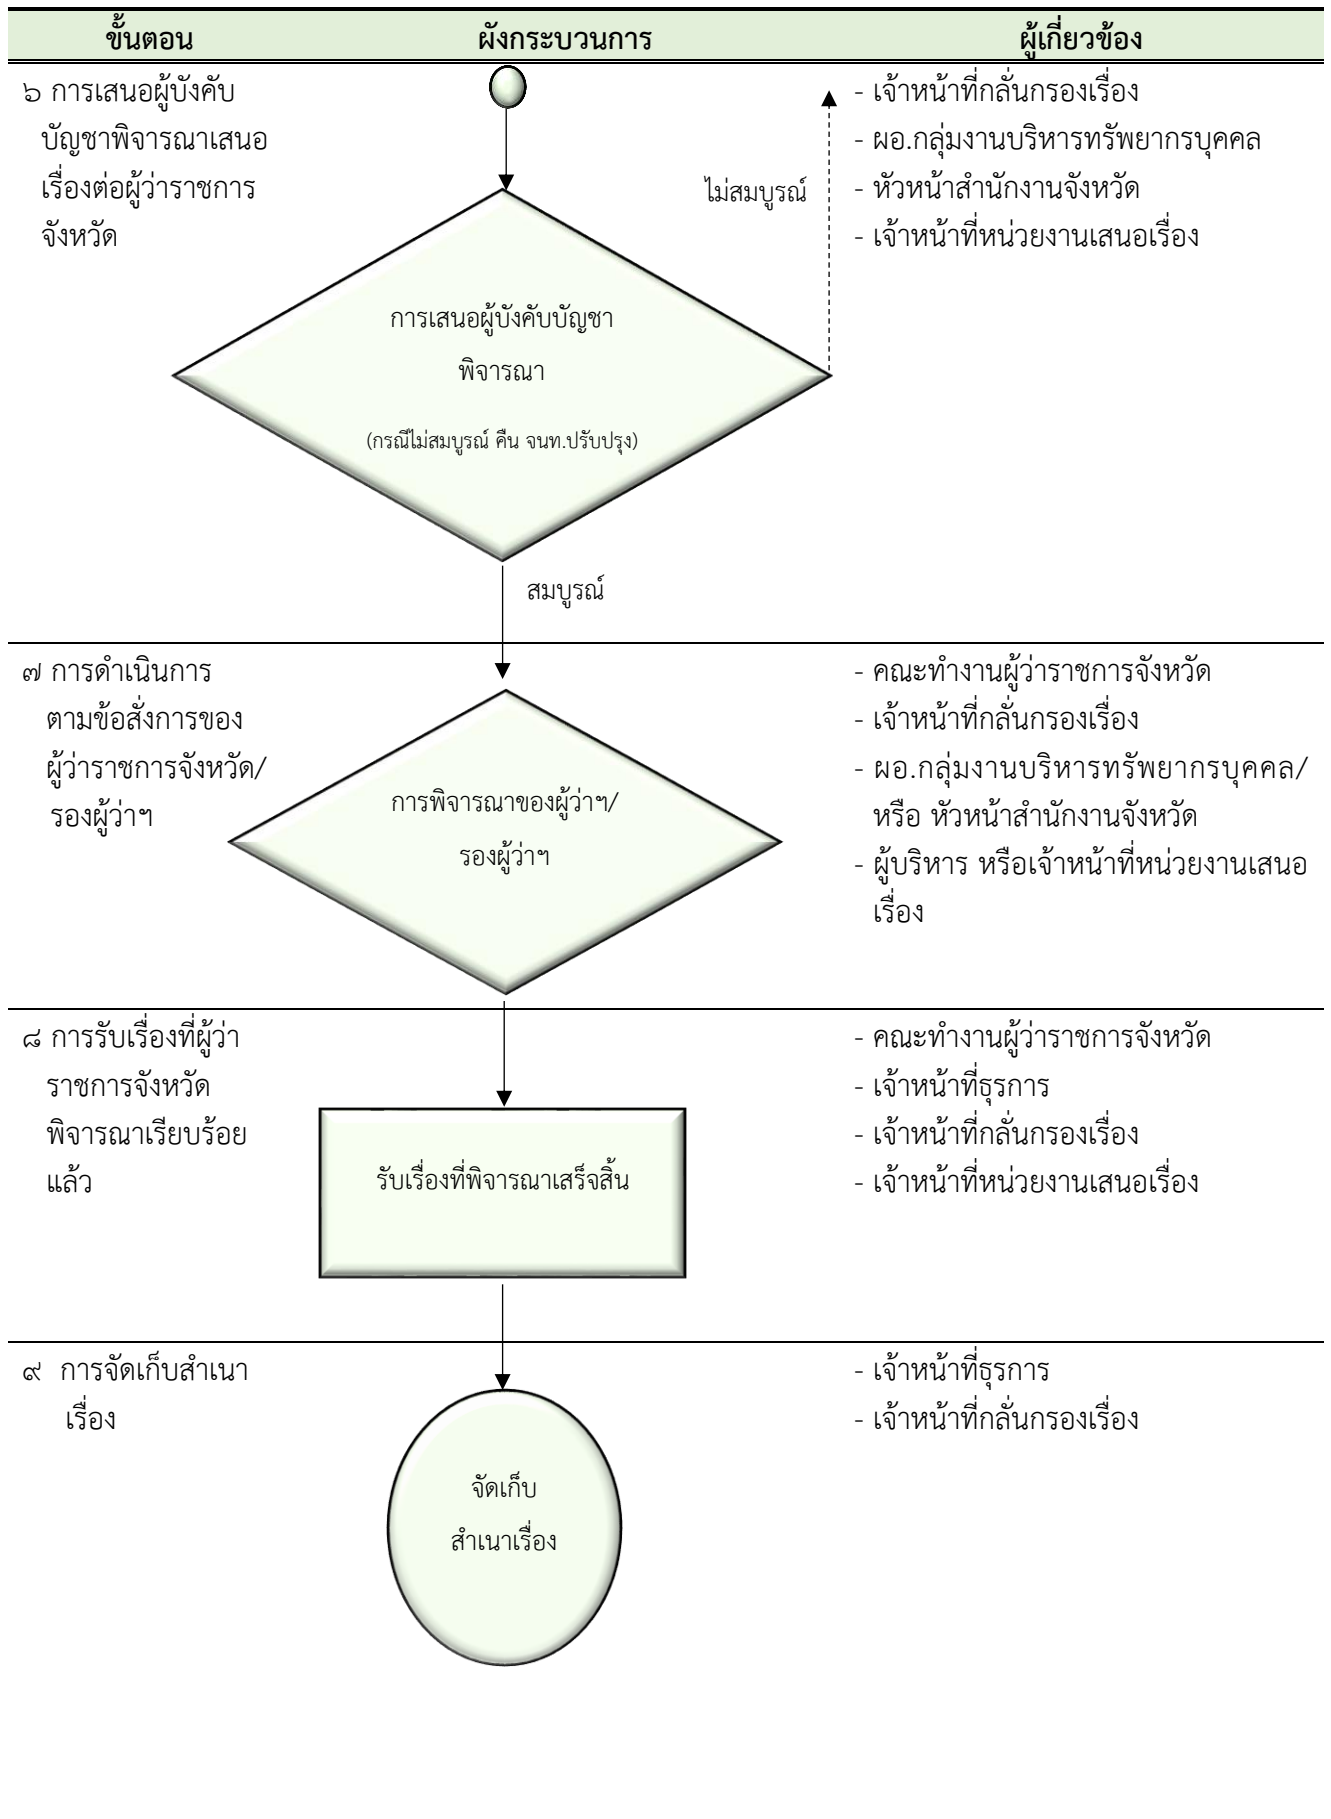 ขั้นตอน
ผังกระบวนการ
ผู้เกี่ยวข้อง
๖ การเสนอผู้บังคับ
บัญชาพิจารณาเสนอ
เรื่องต่อผู้ว่าราชการ
จังหวัด
ไม่สมบูรณ์
การเสนอผู้บังคับบัญชา
พิจารณา
(กรณีไม่สมบูรณ์ คืน จนท.ปรับปรุง)
สมบูรณ์
- เจ้าหน้าที่กลั่นกรองเรื่อง
- ผอ.กลุ่มงานบริหารทรัพยากรบุคคล
- หัวหน้าสำนักงานจังหวัด
- เจ้าหน้าที่หน่วยงานเสนอเรื่อง
๗ การดำเนินการ
ตามข้อสั่งการของ
ผู้ว่าราชการจังหวัด/
รองผู้ว่าฯ
การพิจารณาของผู้ว่าฯ/
รองผู้ว่าฯ
- คณะทำงานผู้ว่าราชการจังหวัด
- เจ้าหน้าที่กลั่นกรองเรื่อง
- ผอ.กลุ่มงานบริหารทรัพยากรบุคคล/
หรือ หัวหน้าสำนักงานจังหวัด
- ผู้บริหาร หรือเจ้าหน้าที่หน่วยงานเสนอ
เรื่อง
๘ การรับเรื่องที่ผู้ว่า
ราชการจังหวัด
พิจารณาเรียบร้อย
แล้ว
รับเรื่องที่พิจารณาเสร็จสิ้น
- คณะทำงานผู้ว่าราชการจังหวัด
- เจ้าหน้าที่ธุรการ
- เจ้าหน้าที่กลั่นกรองเรื่อง
- เจ้าหน้าที่หน่วยงานเสนอเรื่อง
๙ การจัดเก็บสำเนา
เรื่อง
จัดเก็บ
สำเนาเรื่อง
- เจ้าหน้าที่ธุรการ
- เจ้าหน้าที่กลั่นกรองเรื่อง